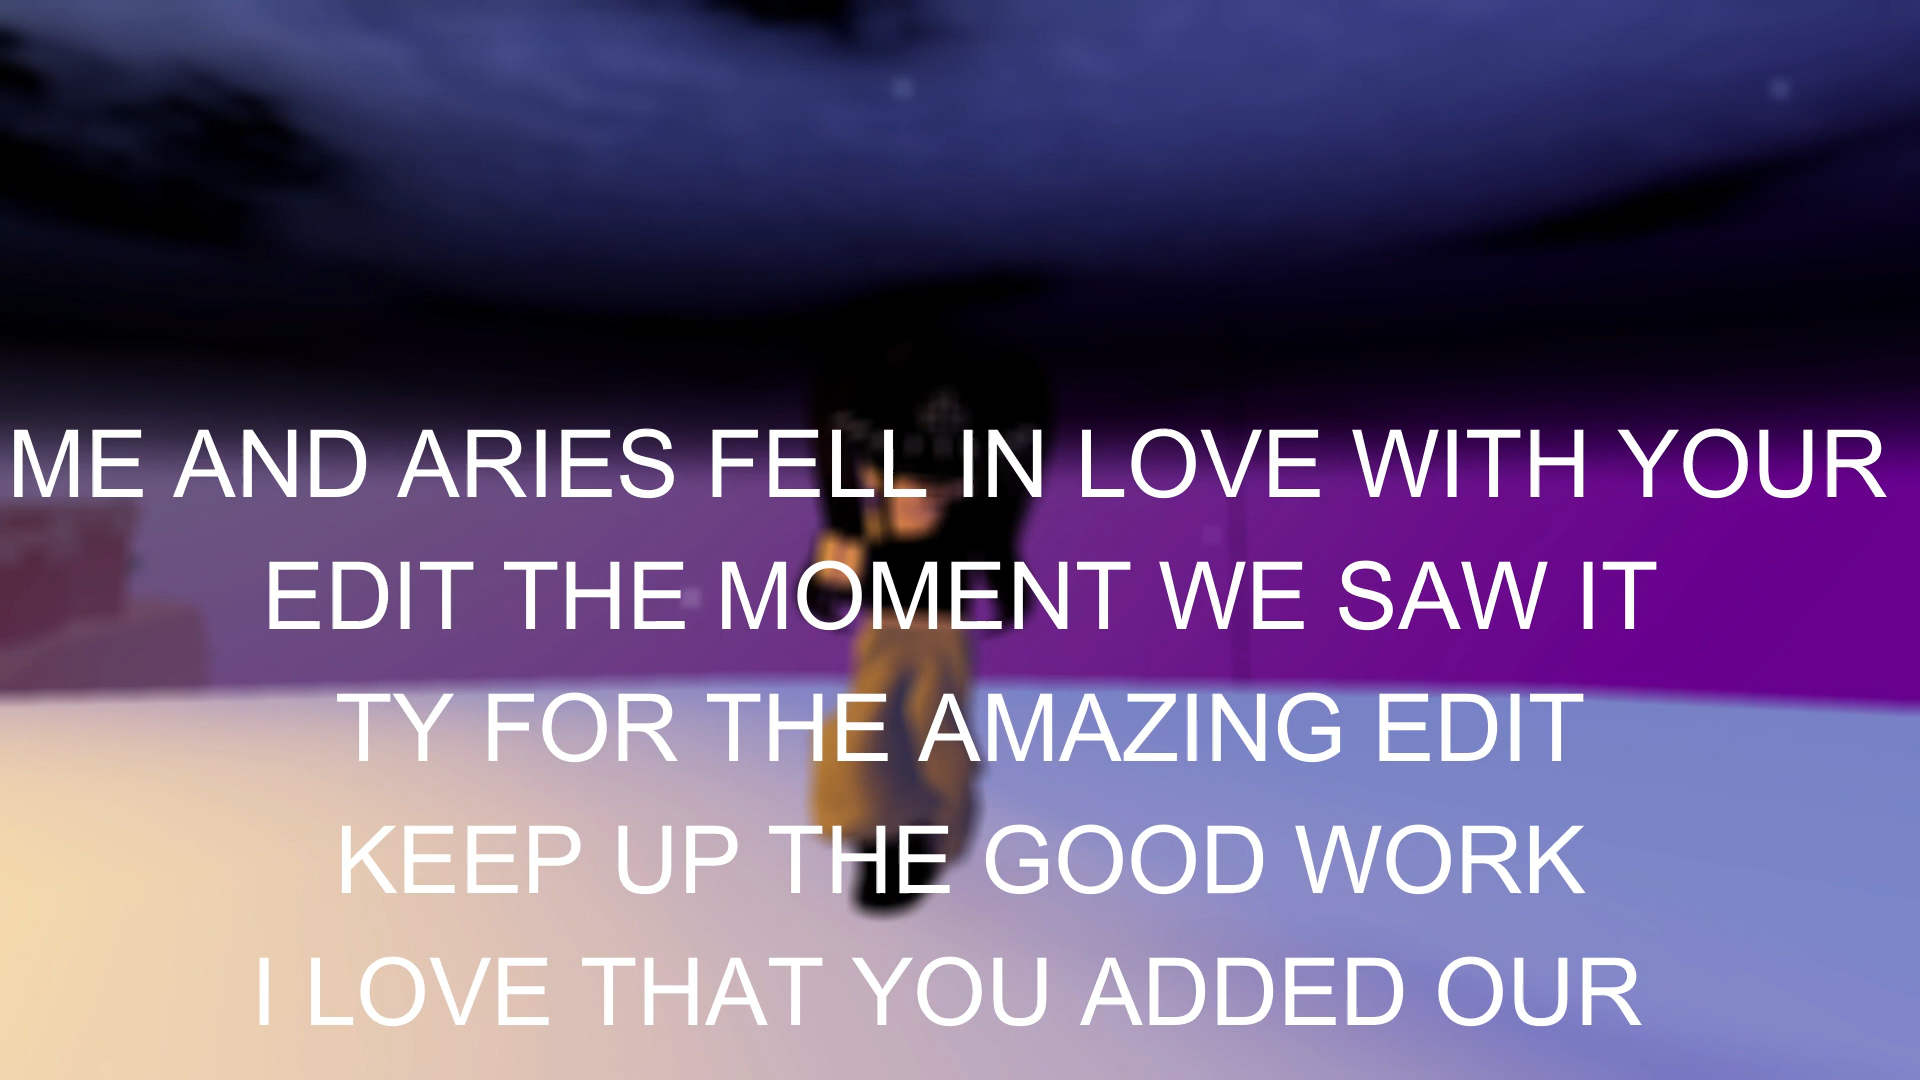 ME AND ARIES FELL IN LOVE WITH YOUR
EDIT THE MOMENT WE SAW IT
TY FOR THE AMAZING EDIT
KEEP UP THE GOOD WORK
I LOVE THAT YOU ADDED OUR